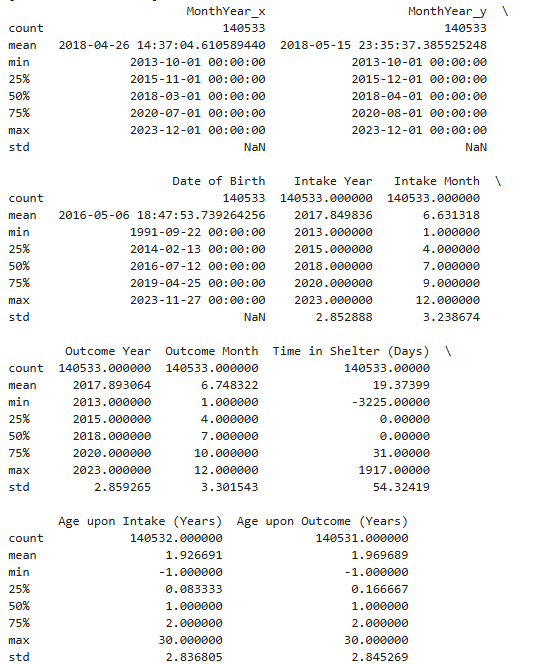 MonthYear_x MonthYear_y \
count 140533 140533
mean 2018-04-26 14:37:04.610589440 2018-05-15 23:35:37.385525248
min 2013-10-01 00:00:00 2013-10-01 00:00:00
25% 2015-11-01 00:00:00 2015-12-01 00:00:00
50% 2018-03-01 00:00:00 2018-04-01 00:00:00
75% 2020-07-01 00:00:00 2020-08-01 00:00:00
max 2023-12-01 00:00:00 2023-12-01 00:00:00
std NaN NaN
Date of Birth Intake Year Intake Month \
count 140533 140533.000000 140533.000000
mean 2016-05-06 18:47:53.739264256 2017.849836 6.631318
min 1991-09-22 00:00:00 2013.000000 1.000000
25% 2014-02-13 00:00:00 2015.000000 4.000000
50% 2016-07-12 00:00:00 2018.000000 7.000000
75% 2019-04-25 00:00:00 2020.000000 9.000000
max 2023-11-27 00:00:00 2023.000000 12.000000
std NaN 2.852888 3.238674
Outcome Year Outcome Month Time in Shelter (Days) \
count 140533.000000 140533.000000 140533.00000
mean 2017.893064 6.748322 19.37399
min 2013.000000 1.000000 -3225.00000
25% 2015.000000 4.000000 0.00000
50% 2018.000000 7.000000 0.00000
75% 2020.000000 10.000000 31.00000
max 2023.000000 12.000000 1917.00000
std 2.859265 3.301543 54.32419
Age upon Intake (Years) Age upon Outcome (Years)
count 140532.000000 140531.000000
mean 1.926691 1.969689
min -1.000000 -1.000000
25% 0.083333 0.166667
50% 1.000000 1.000000
75% 2.000000 2.000000
max 30.000000 30.000000
std 2.836805 2.845269